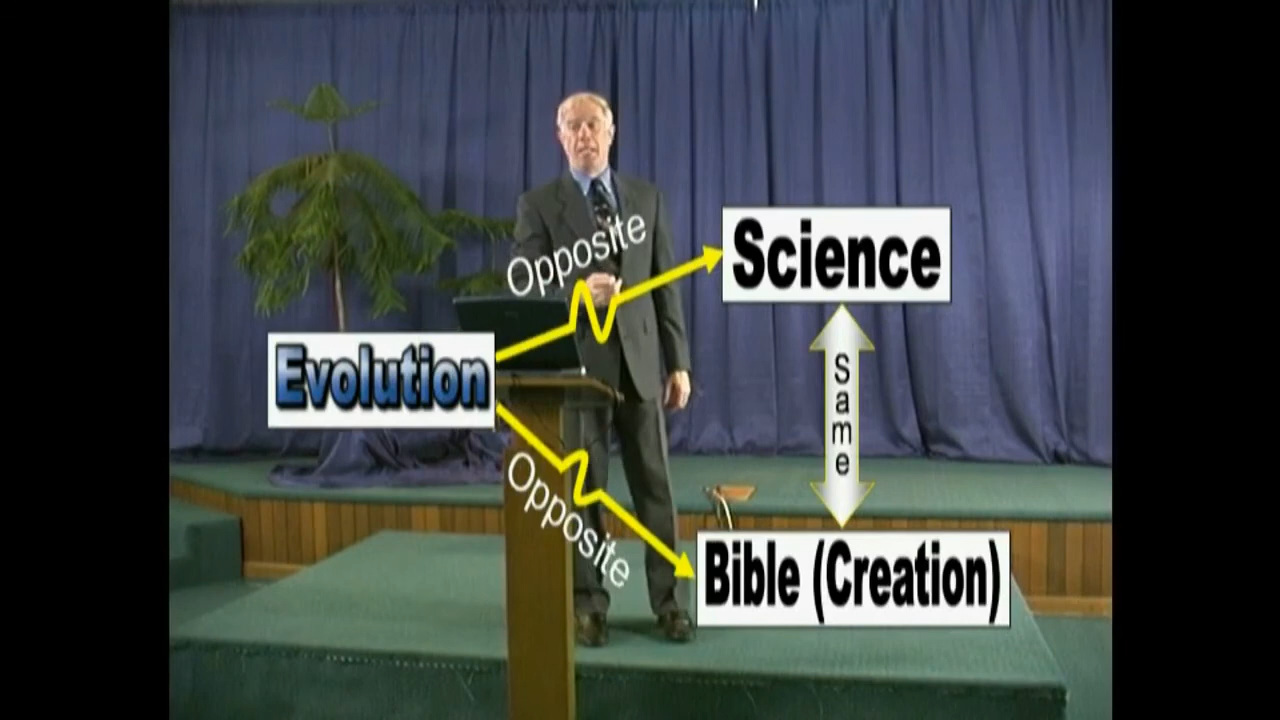 Opposite
Science
Evolution
Same
Opposite
Bible (Creation)